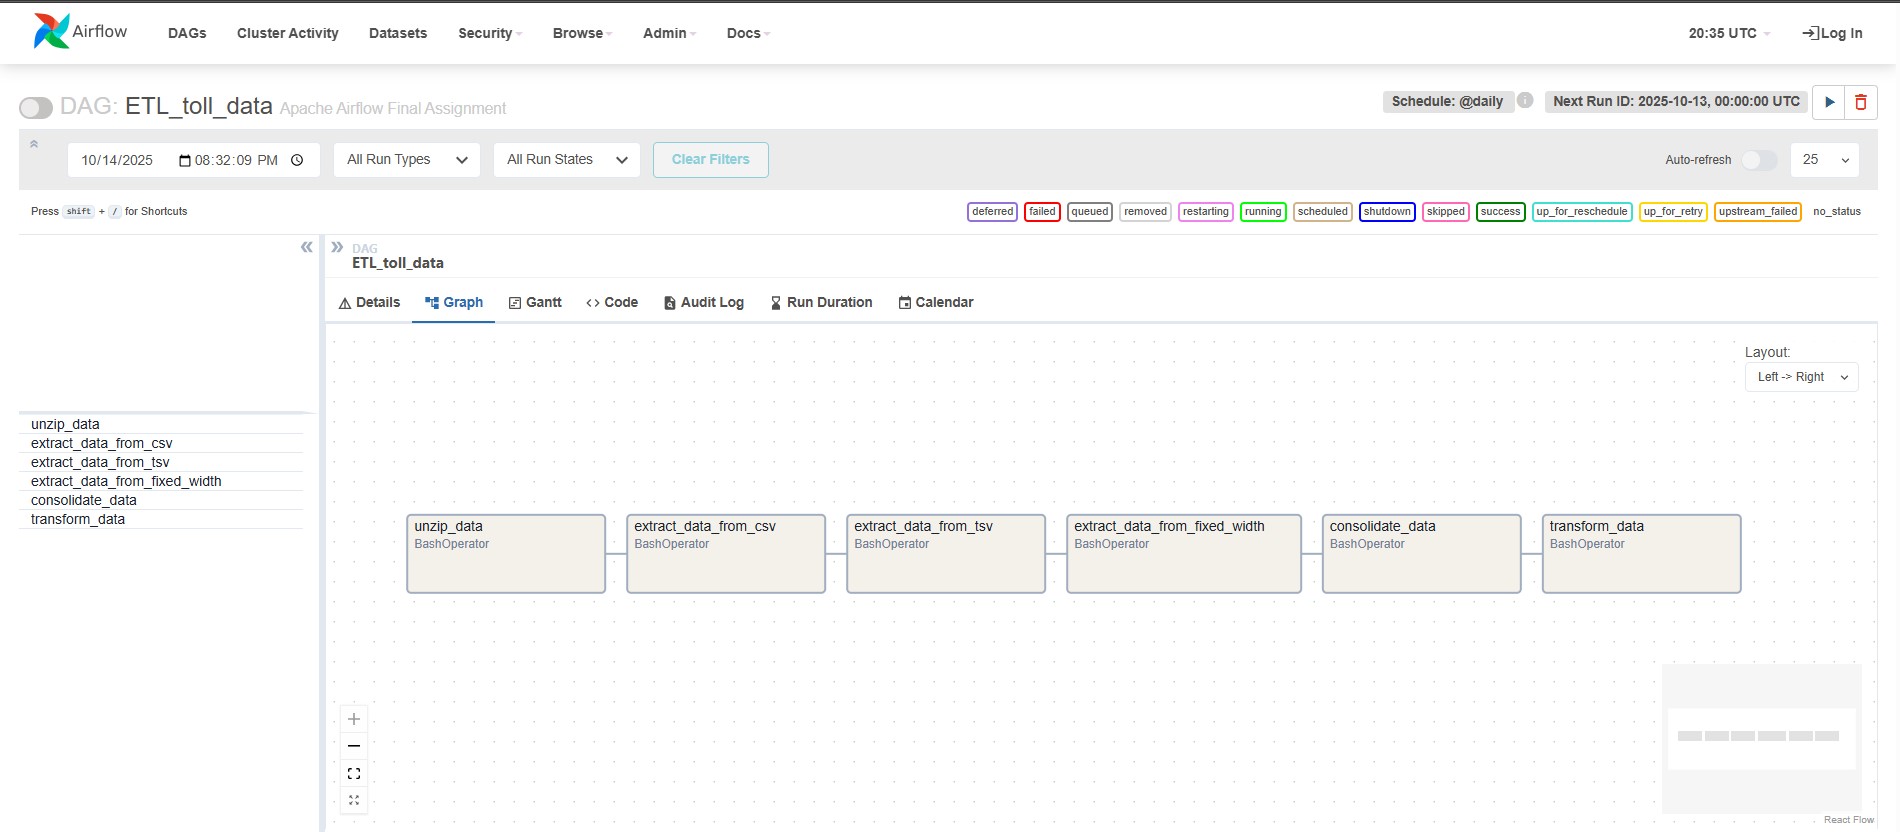 Airflow DAGs Cluster Activity Datasets Security Browse Admin Docs 20:35 UTC Log In
DAG: ETL_toll_data Apache Airflow Final Assignment Schedule: @daily Next Run ID: 2025-10-13, 00:00:00 UTC
10/14/2025 08:32:09 PM All Run Types All Run States Clear Filters Auto-refresh 25
Press shift + / for Shortcuts deferred failed queued removed restarting running scheduled shutdown skipped success up_for_reschedule up_for_retry upstream_failed no_status
DAG
ETL_toll_data
Details Graph Gantt Code Audit Log Run Duration Calendar
Layout:
Left -> Right
unzip_data
extract_data_from_csv
extract_data_from_tsv
extract_data_from_fixed_width
consolidate_data
transform_data
unzip_data extract_data_from_csv extract_data_from_tsv extract_data_from_fixed_width consolidate_data transform_data
BashOperator BashOperator BashOperator BashOperator BashOperator BashOperator
React Flow